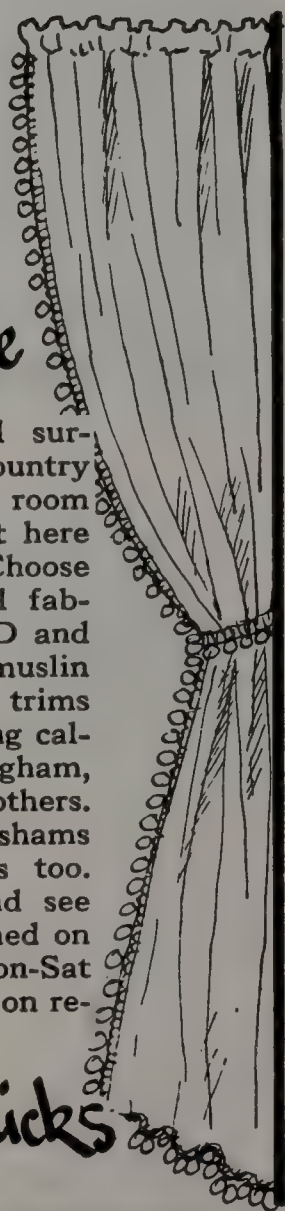 e
sur-
ountry
room
t here
Choose
fab-
D and
muslin
trims
ng cal-
gham,
others.
shams
s too.
nd see
ned on
on-Sat
on re-
icks